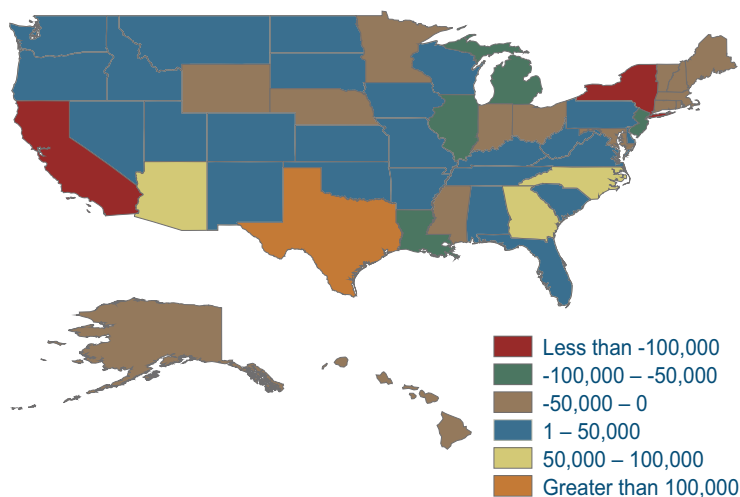 Less than -100,000
-100,000 – -50,000
-50,000 – 0
1 – 50,000
50,000 – 100,000
Greater than 100,000